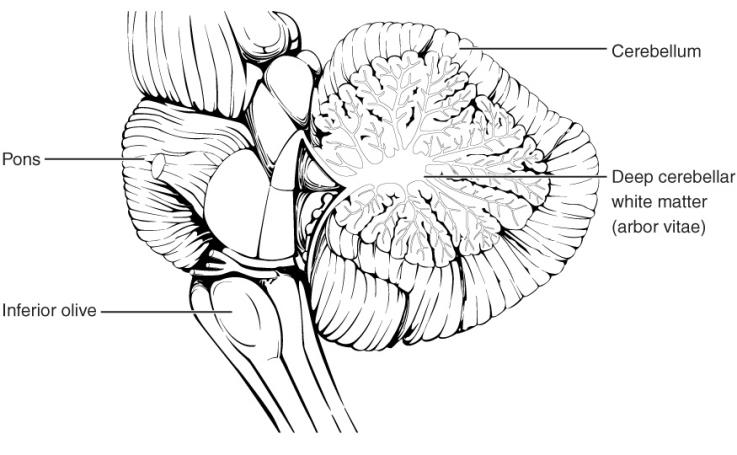 Cerebellum
Pons
Deep cerebellar
white matter
(arbor vitae)
Inferior olive